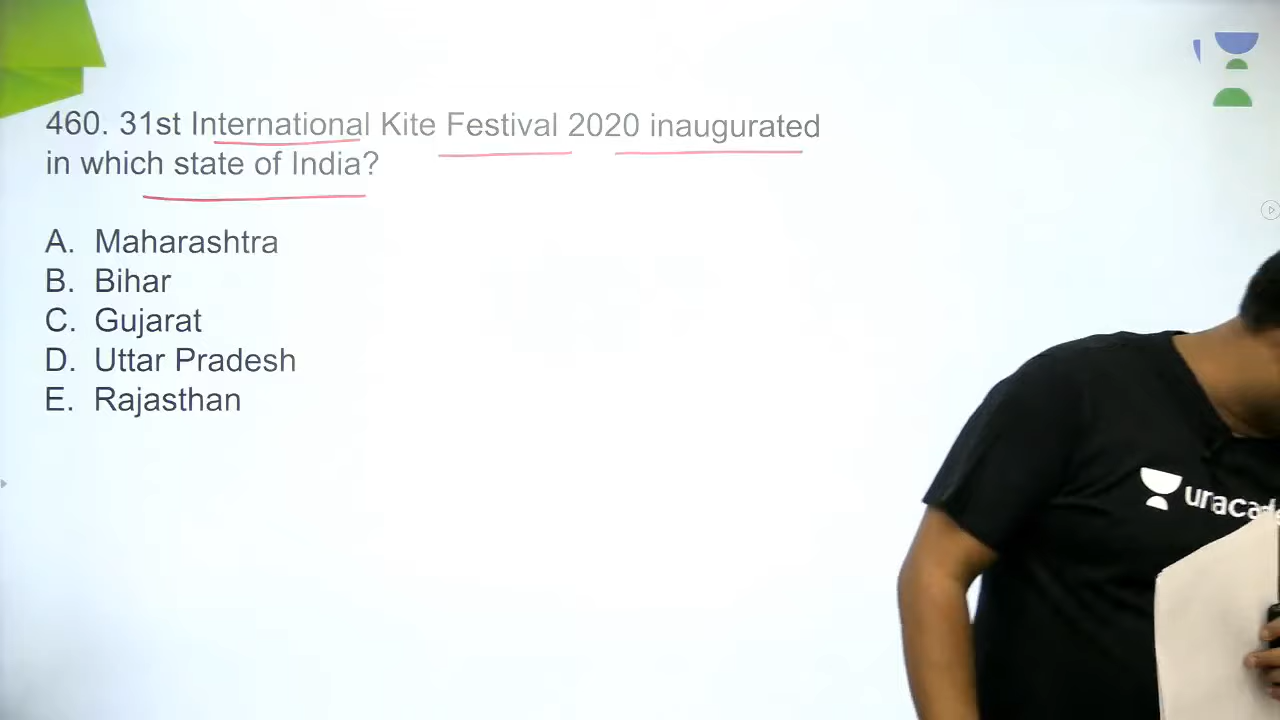 460. 31st International Kite Festival 2020 inaugurated
in which state of India?
A. Maharashtra
B. Bihar
C. Gujarat
D. Uttar Pradesh
E. Rajasthan